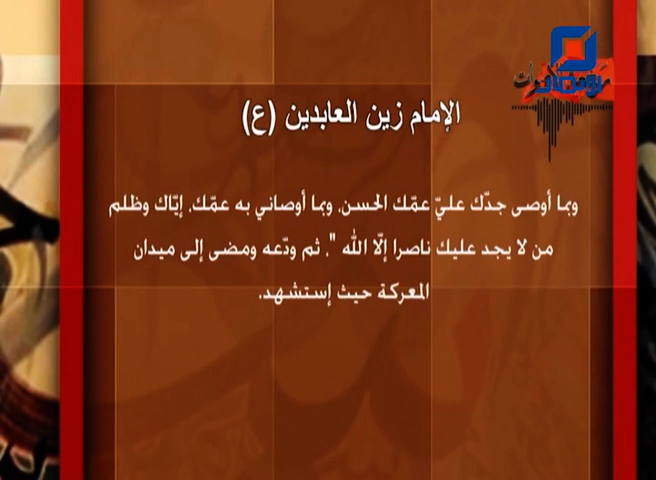 الإمام زين العابدين (ع)
وبما أوصى جدّك عليّ عمّك الحسن، وبما أوصاني به عمّك، إيّاك وظلم
من لا يجد عليك ناصرا إلّا الله "، ثم ودّعه ومضى إلى ميدان
المعركة حيث إستشهد.